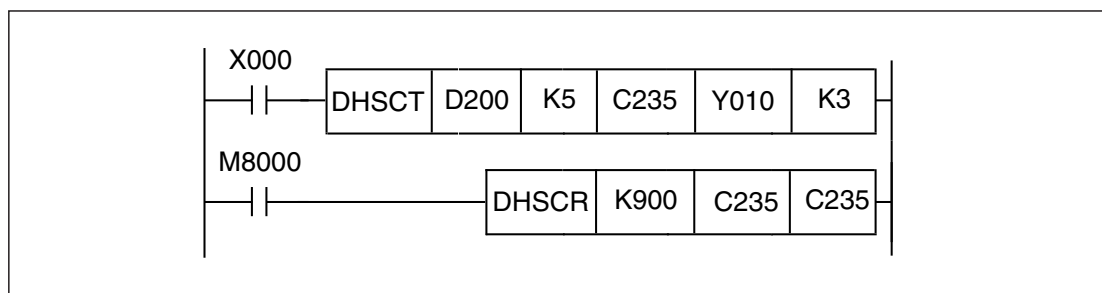 X000
DHSCT D200 K5 C235 Y010 K3
M8000
DHSCR K900 C235 C235